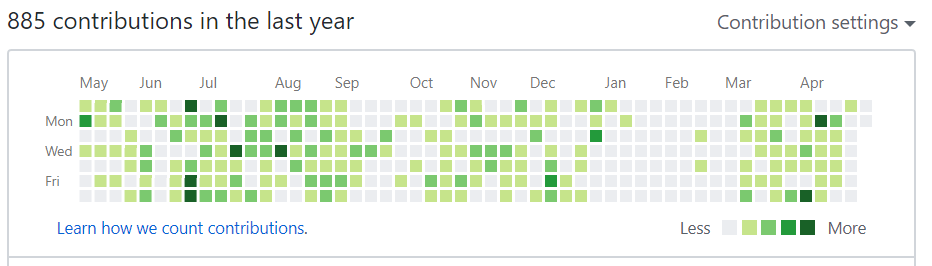 885 contributions in the last year
Contribution settings
May Jun Jul Aug Sep Oct Nov Dec Jan Feb Mar Apr
Mon
Wed
Fri
Learn how we count contributions.
Less More